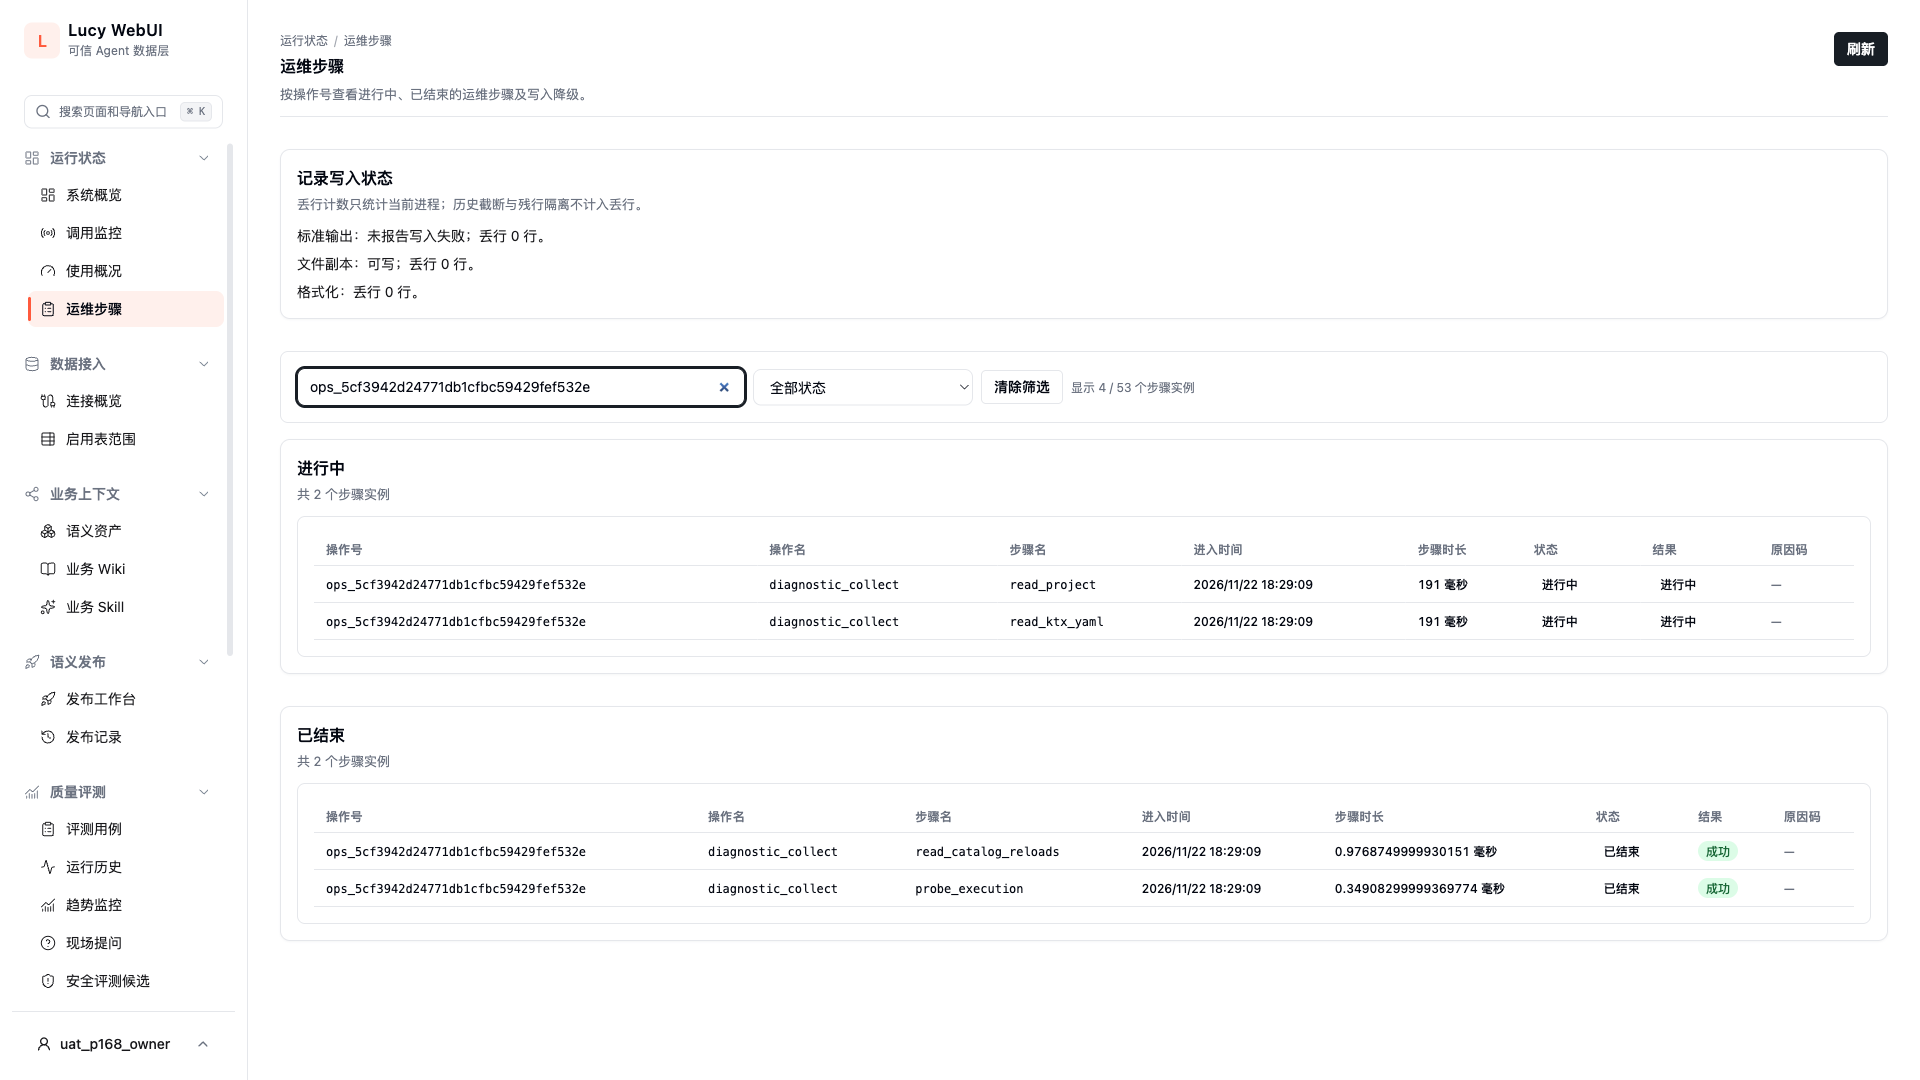 L
Lucy WebUI
可信 Agent 数据层
搜索页面和导航入口 ⌘ K
运行状态
系统概览
调用监控
使用概况
运维步骤
数据接入
连接概览
启用表范围
业务上下文
语义资产
业务 Wiki
业务 Skill
语义发布
发布工作台
发布记录
质量评测
评测用例
运行历史
趋势监控
现场提问
安全评测候选
uat_p168_owner
运行状态 / 运维步骤
运维步骤
按操作号查看进行中、已结束的运维步骤及写入降级。
刷新
记录写入状态
丢行计数只统计当前进程；历史截断与残行隔离不计入丢行。
标准输出：未报告写入失败；丢行 0 行。
文件副本：可写；丢行 0 行。
格式化：丢行 0 行。
ops_5cf3942d24771db1cfbc59429fef532e × 全部状态 清除筛选 显示 4 / 53 个步骤实例
进行中
共 2 个步骤实例
操作号 操作名 步骤名 进入时间 步骤时长 状态 结果 原因码
ops_5cf3942d24771db1cfbc59429fef532e diagnostic_collect read_project 2026/11/22 18:29:09 191 毫秒 进行中 进行中 —
ops_5cf3942d24771db1cfbc59429fef532e diagnostic_collect read_ktx_yaml 2026/11/22 18:29:09 191 毫秒 进行中 进行中 —
已结束
共 2 个步骤实例
操作号 操作名 步骤名 进入时间 步骤时长 状态 结果 原因码
ops_5cf3942d24771db1cfbc59429fef532e diagnostic_collect read_catalog_reloads 2026/11/22 18:29:09 0.9768749999930151 毫秒 已结束 成功 —
ops_5cf3942d24771db1cfbc59429fef532e diagnostic_collect probe_execution 2026/11/22 18:29:09 0.34908299999369774 毫秒 已结束 成功 —